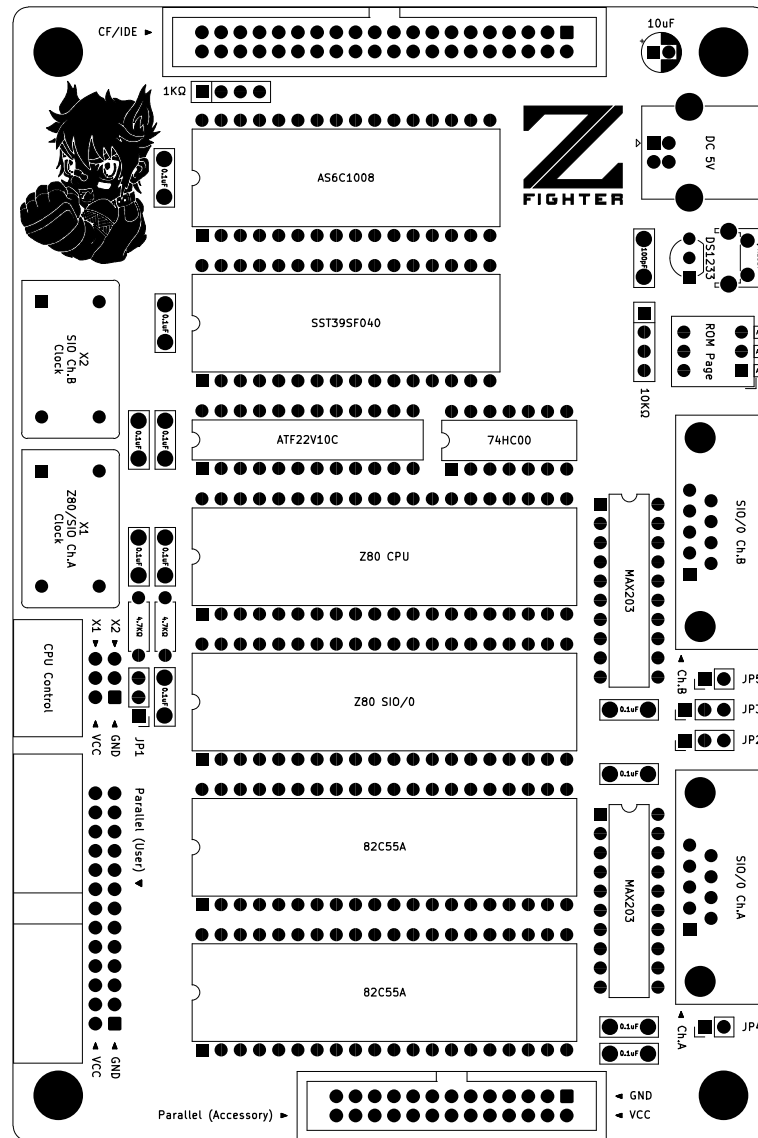 CF/IDE ►
10uF
+
1KΩ
0.1uF
AS6C1008
Z
FIGHTER
DC 5V
100pF
DS1233
X2
SIO Ch.B
Clock
0.1uF
SST39SF040
ROM Page
10KΩ
0.1uF
0.1uF
ATF22V10C
74HC00
X1
Z80/SIO Ch.A
Clock
0.1uF
0.1uF
Z80 CPU
MAX203
SIO/0 Ch.B
CPU Control
X1 ►
X2 ►
4.7KΩ
4.7KΩ
0.1uF
◄ VCC
◄ GND
JP1
Z80 SIO/0
◄ Ch.B
JP5
0.1uF
JP3
JP2
0.1uF
Parallel (User) ►
82C55A
MAX203
SIO/0 Ch.A
82C55A
◄ VCC
◄ GND
0.1uF
0.1uF
◄ Ch.A
JP4
◄ GND
Parallel (Accessory) ►
◄ VCC